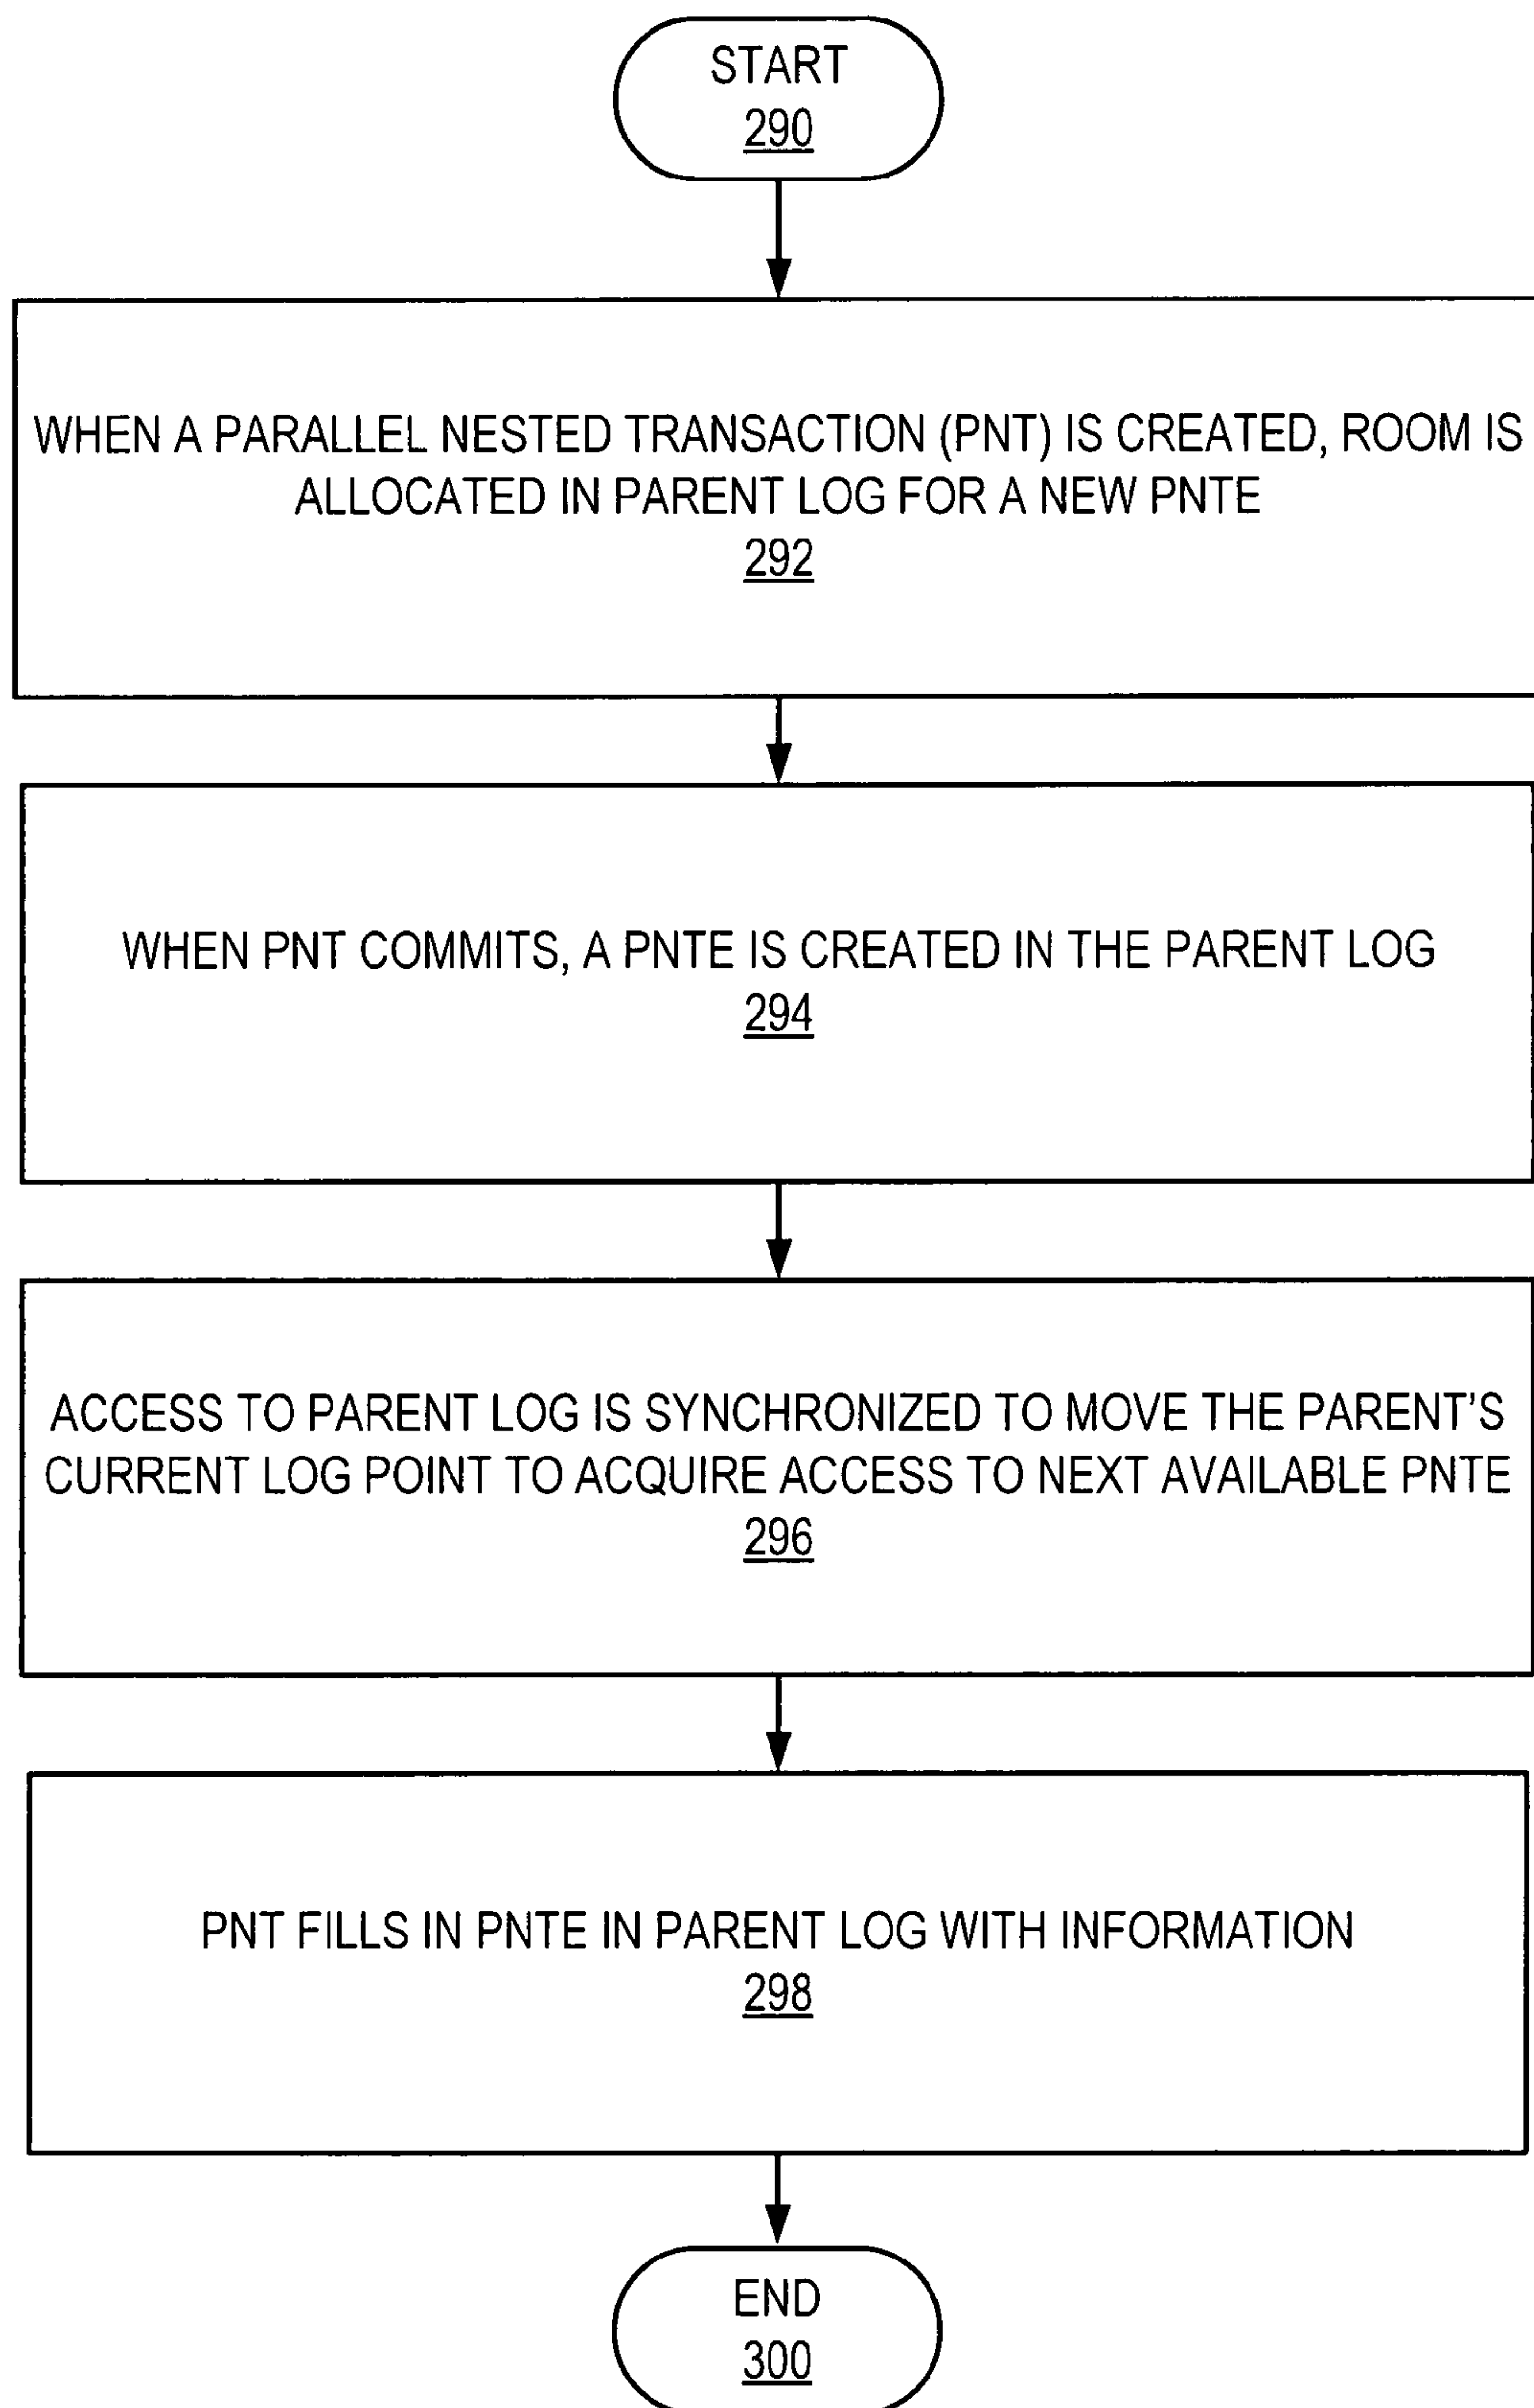 START
290
WHEN A PARALLEL NESTED TRANSACTION (PNT) IS CREATED, ROOM IS
ALLOCATED IN PARENT LOG FOR A NEW PNTE
292
WHEN PNT COMMITS, A PNTE IS CREATED IN THE PARENT LOG
294
ACCESS TO PARENT LOG IS SYNCHRONIZED TO MOVE THE PARENT'S
CURRENT LOG POINT TO ACQUIRE ACCESS TO NEXT AVAILABLE PNTE
296
PNT FILLS IN PNTE IN PARENT LOG WITH INFORMATION
298
END
300